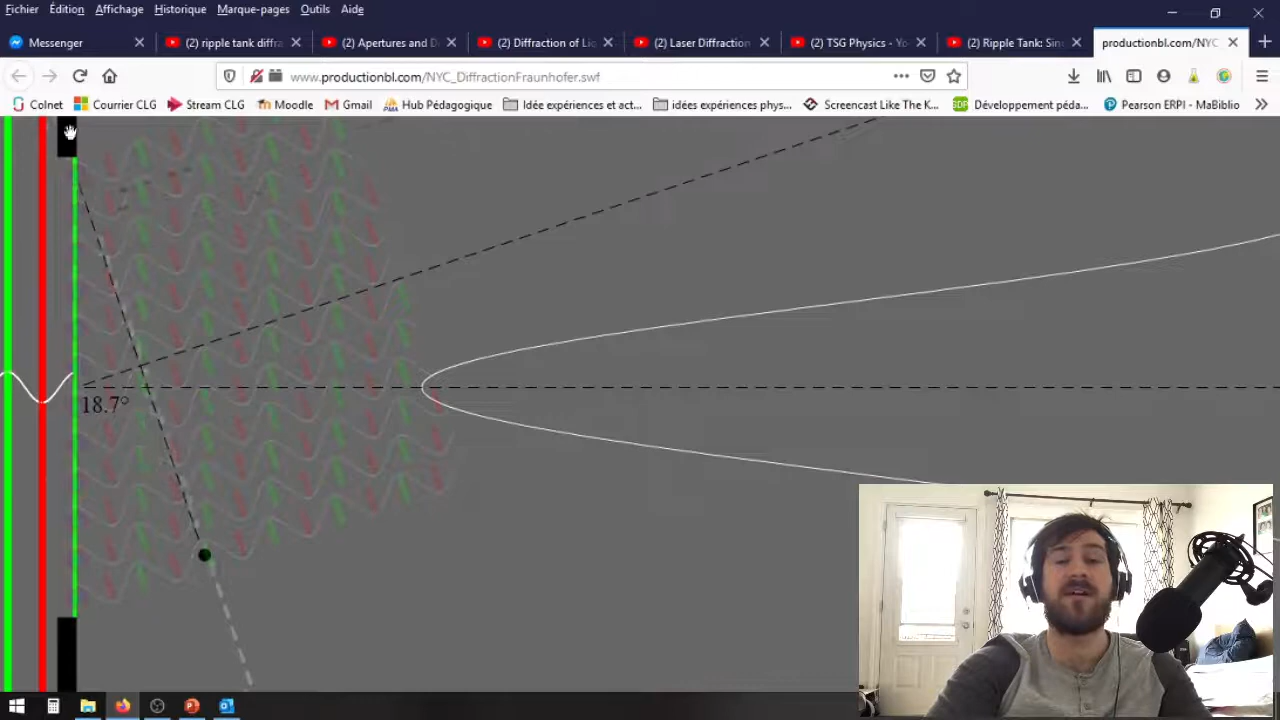 Fichier Édition Affichage Historique Marque-pages Outils Aide
Messenger (2) ripple tank diffra (2) Apertures and D (2) Diffraction of Li (2) Laser Diffraction (2) TSG Physics - Yo (2) Ripple Tank: Sin productionbl.com/NYC_
www.productionbl.com/NYC_DiffractionFraunhofer.swf
Colnet Courrier CLG Stream CLG Moodle Gmail Hub Pédagogique Idée expériences et act... idées expériences phys... Screencast Like The K... Développement péda... Pearson ERPI - MaBiblio
18.7°